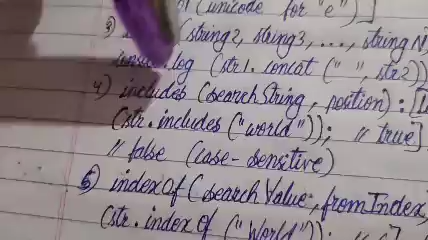 (unicode for "e") ]
3) (string2, string3, ..., stringN
log (str1.concat (" ", str2))
4) includes (searchString, position) : [
(str.includes ("world")); // true]
// false (case-sensitive)
5) indexOf (searchValue, fromIndex,
(str.indexOf ("World")); //